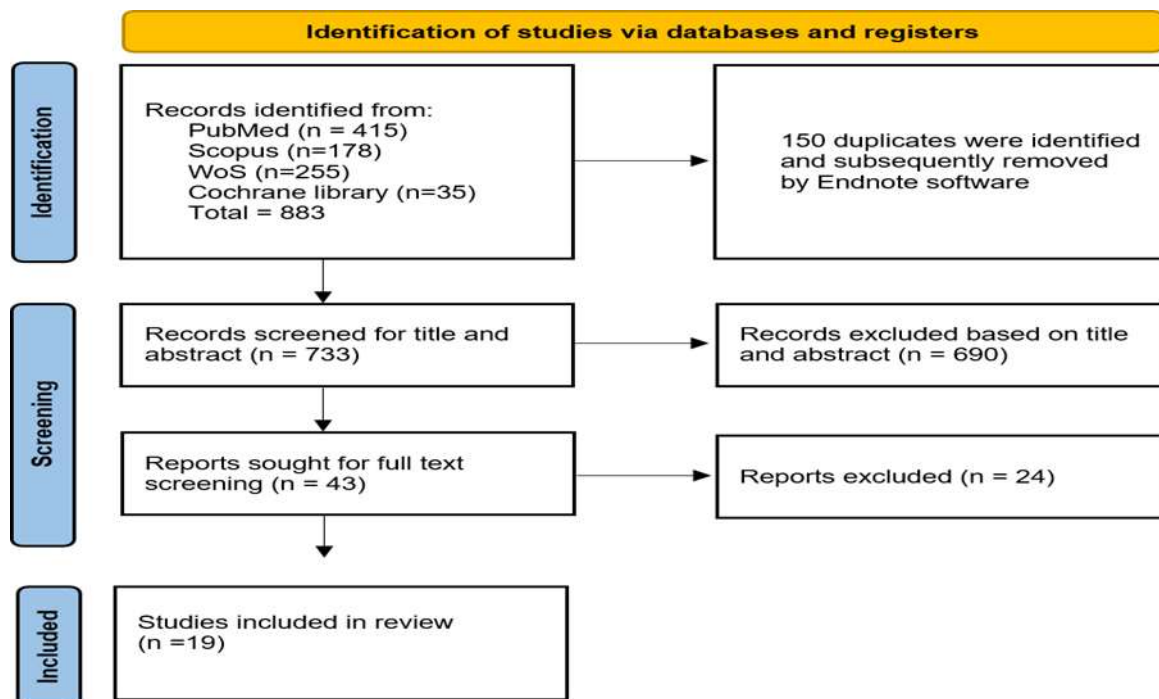 Identification of studies via databases and registers
Identification
Records identified from:
PubMed (n = 415)
Scopus (n=178)
WoS (n=255)
Cochrane library (n=35)
Total = 883
150 duplicates were identified
and subsequently removed
by Endnote software
Screening
Records screened for title and
abstract (n = 733)
Records excluded based on title
and abstract (n = 690)
Reports sought for full text
screening (n = 43)
Reports excluded (n = 24)
Included
Studies included in review
(n =19)